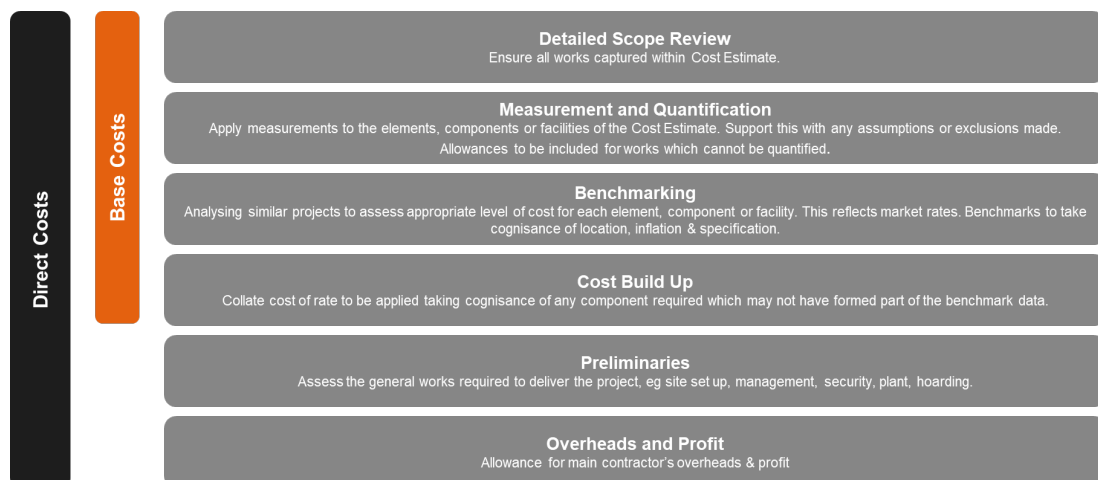 Direct Costs
Base Costs
Detailed Scope Review
Ensure all works captured within Cost Estimate.
Measurement and Quantification
Apply measurements to the elements, components or facilities of the Cost Estimate. Support this with any assumptions or exclusions made.
Allowances to be included for works which cannot be quantified.
Benchmarking
Analysing similar projects to assess appropriate level of cost for each element, component or facility. This reflects market rates. Benchmarks to take
cognisance of location, inflation & specification.
Cost Build Up
Collate cost of rate to be applied taking cognisance of any component required which may not have formed part of the benchmark data.
Preliminaries
Assess the general works required to deliver the project, eg site set up, management, security, plant, hoarding.
Overheads and Profit
Allowance for main contractor's overheads & profit